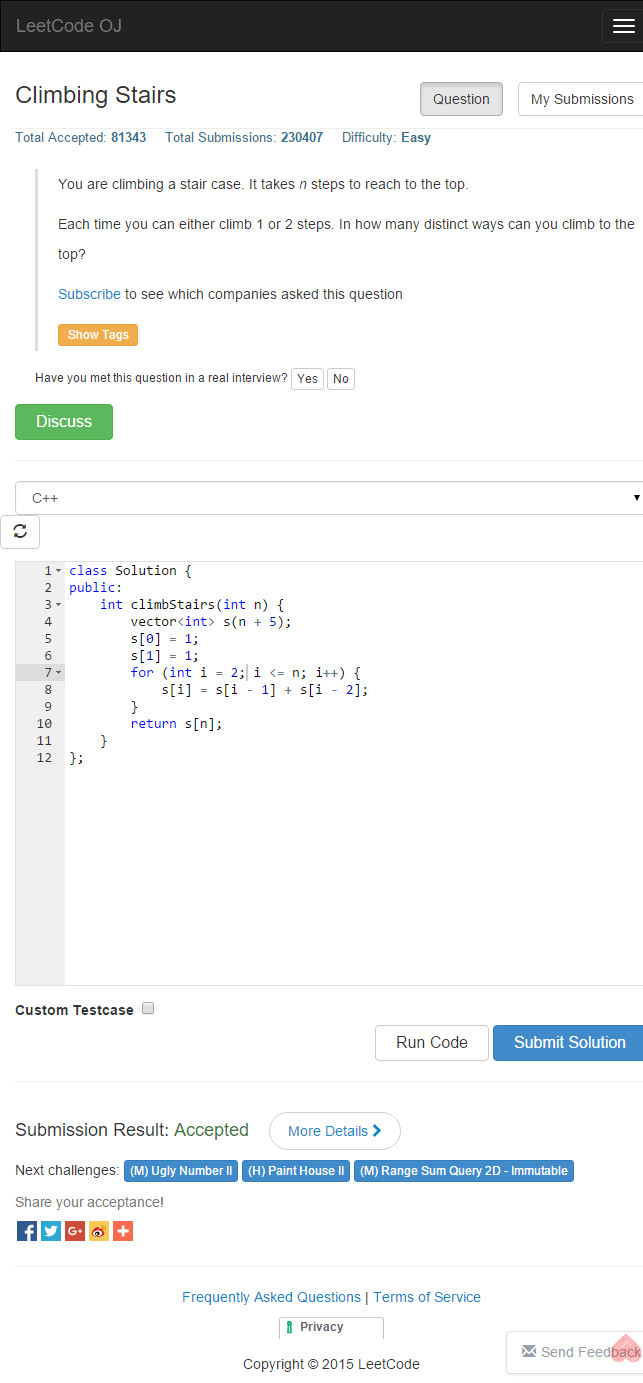 LeetCode OJ
Climbing Stairs
Question
My Submissions
Total Accepted: 81343 Total Submissions: 230407 Difficulty: Easy
You are climbing a stair case. It takes n steps to reach to the top.
Each time you can either climb 1 or 2 steps. In how many distinct ways can you climb to the
top?
Subscribe to see which companies asked this question
Show Tags
Have you met this question in a real interview? Yes No
Discuss
C++
1 class Solution {
2 public:
3     int climbStairs(int n) {
4         vector<int> s(n + 5);
5         s[0] = 1;
6         s[1] = 1;
7         for (int i = 2; i <= n; i++) {
8             s[i] = s[i - 1] + s[i - 2];
9         }
10         return s[n];
11     }
12 };
Custom Testcase
Run Code
Submit Solution
Submission Result: Accepted
More Details
Next challenges: (M) Ugly Number II (H) Paint House II (M) Range Sum Query 2D - Immutable
Share your acceptance!
Frequently Asked Questions | Terms of Service
Privacy
Copyright © 2015 LeetCode
Send Feedback